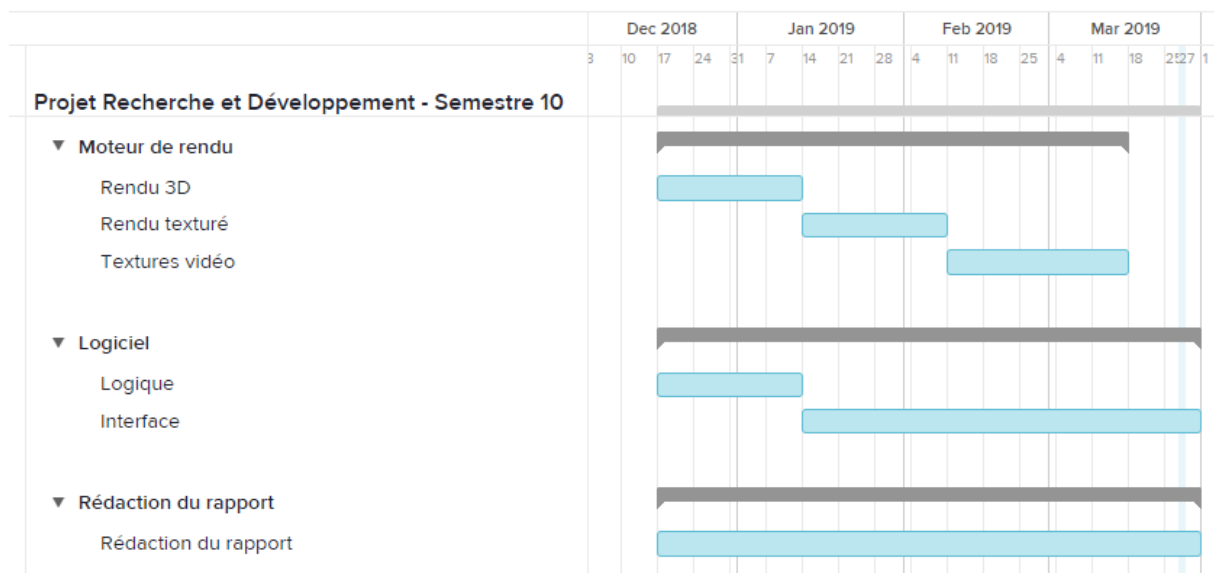 Dec 2018 Jan 2019 Feb 2019 Mar 2019
3 10 17 24 31 7 14 21 28 4 11 18 25 4 11 18 25 27 1
Projet Recherche et Développement - Semestre 10
▼ Moteur de rendu
Rendu 3D
Rendu texturé
Textures vidéo
▼ Logiciel
Logique
Interface
▼ Rédaction du rapport
Rédaction du rapport